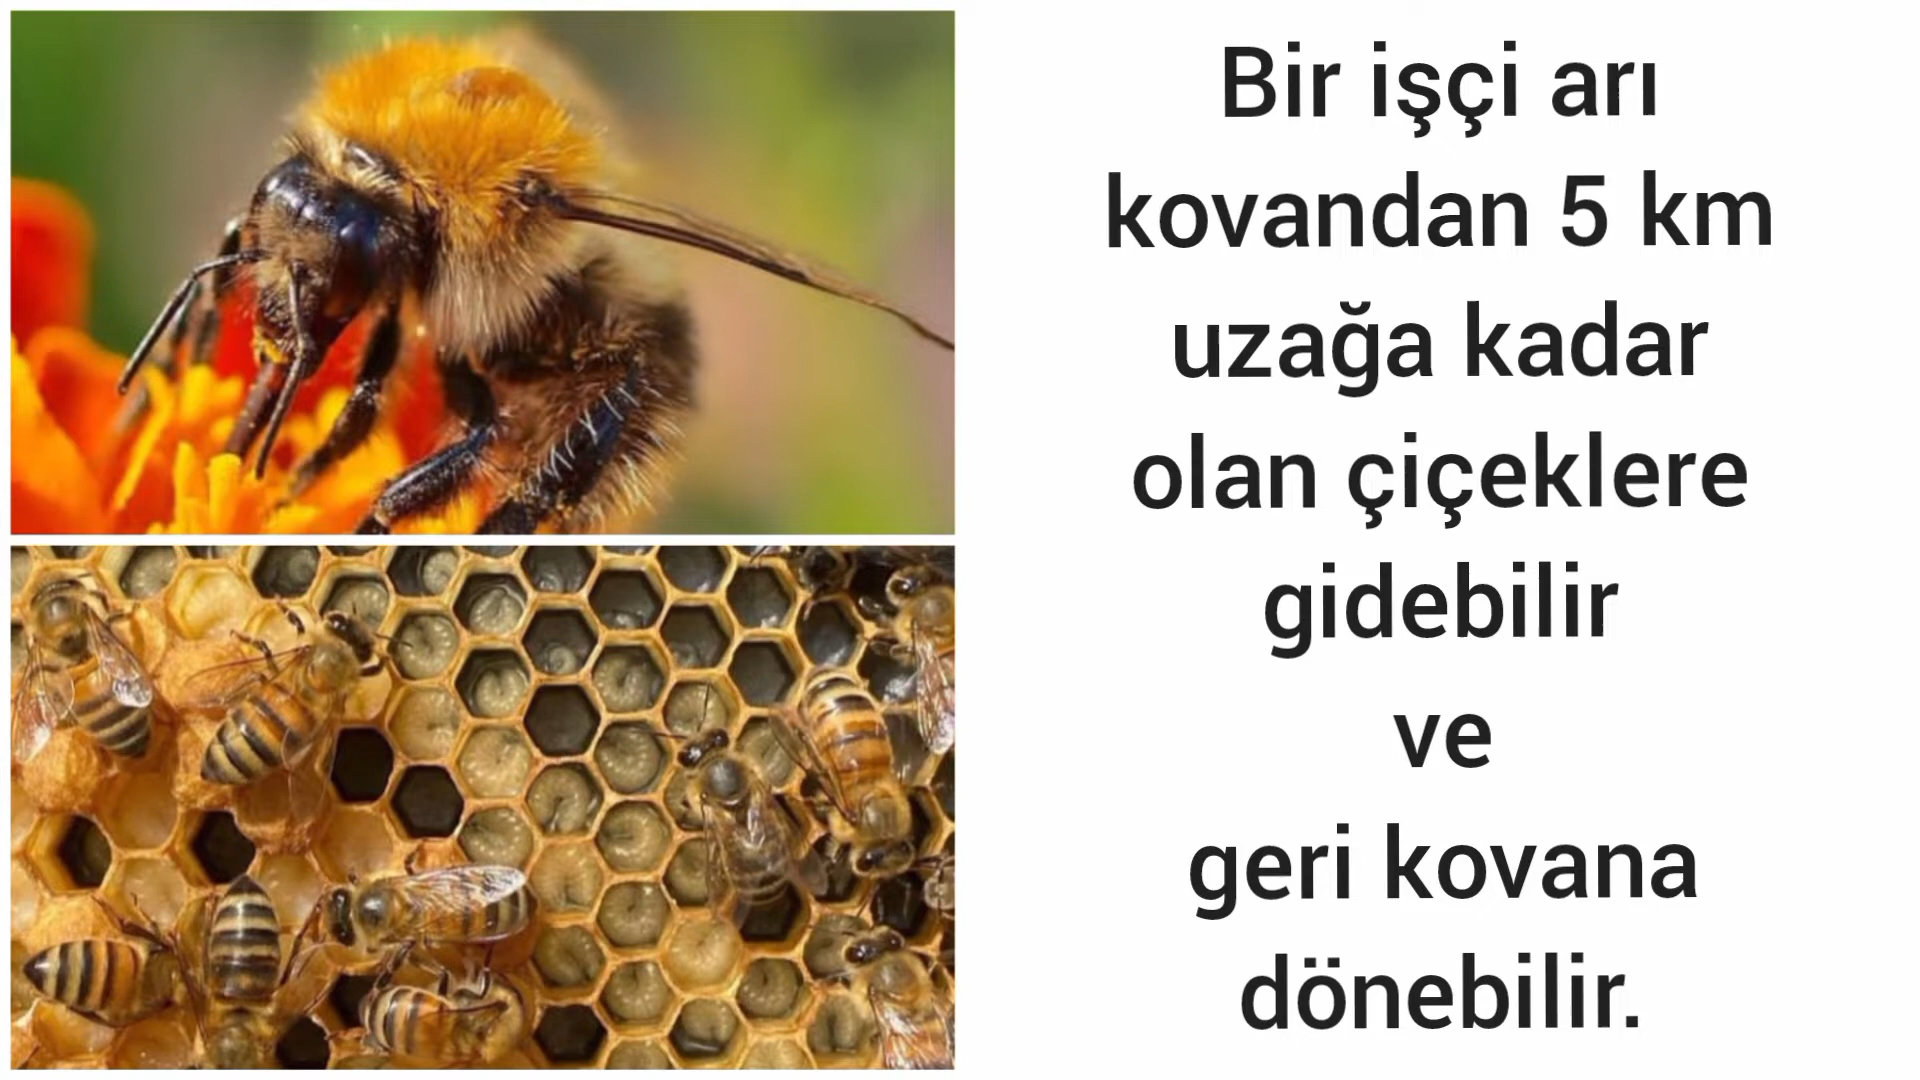 Bir işçi arı
kovandan 5 km
uzağa kadar
olan çiçeklere
gidebilir
ve
geri kovana
dönebilir.